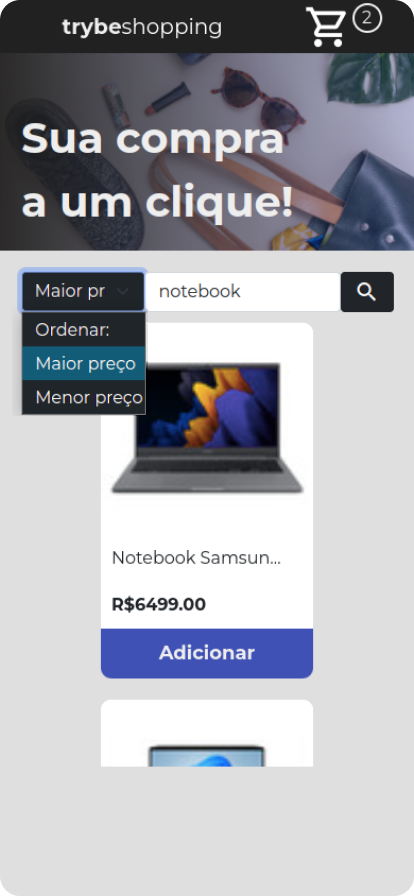 trybeshopping
2
Sua compra
a um clique!
Maior pr
notebook
Ordenar:
Maior preço
Menor preço
Notebook Samsun...
R$6499.00
Adicionar